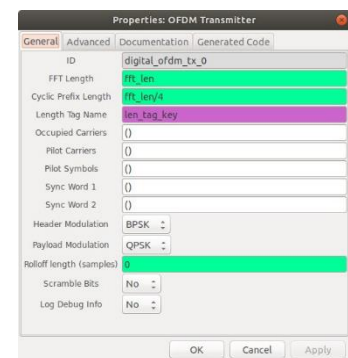 Properties: OFDM Transmitter
General Advanced Documentation Generated Code
ID digital_ofdm_tx_0
FFT Length fft_len
Cyclic Prefix Length fft_len/4
Length Tag Name len_tag_key
Occupied Carriers ()
Pilot Carriers ()
Pilot Symbols ()
Sync Word 1 ()
Sync Word 2 ()
Header Modulation BPSK
Payload Modulation QPSK
Rolloff length (samples) 0
Scramble Bits No
Log Debug Info No
OK Cancel Apply